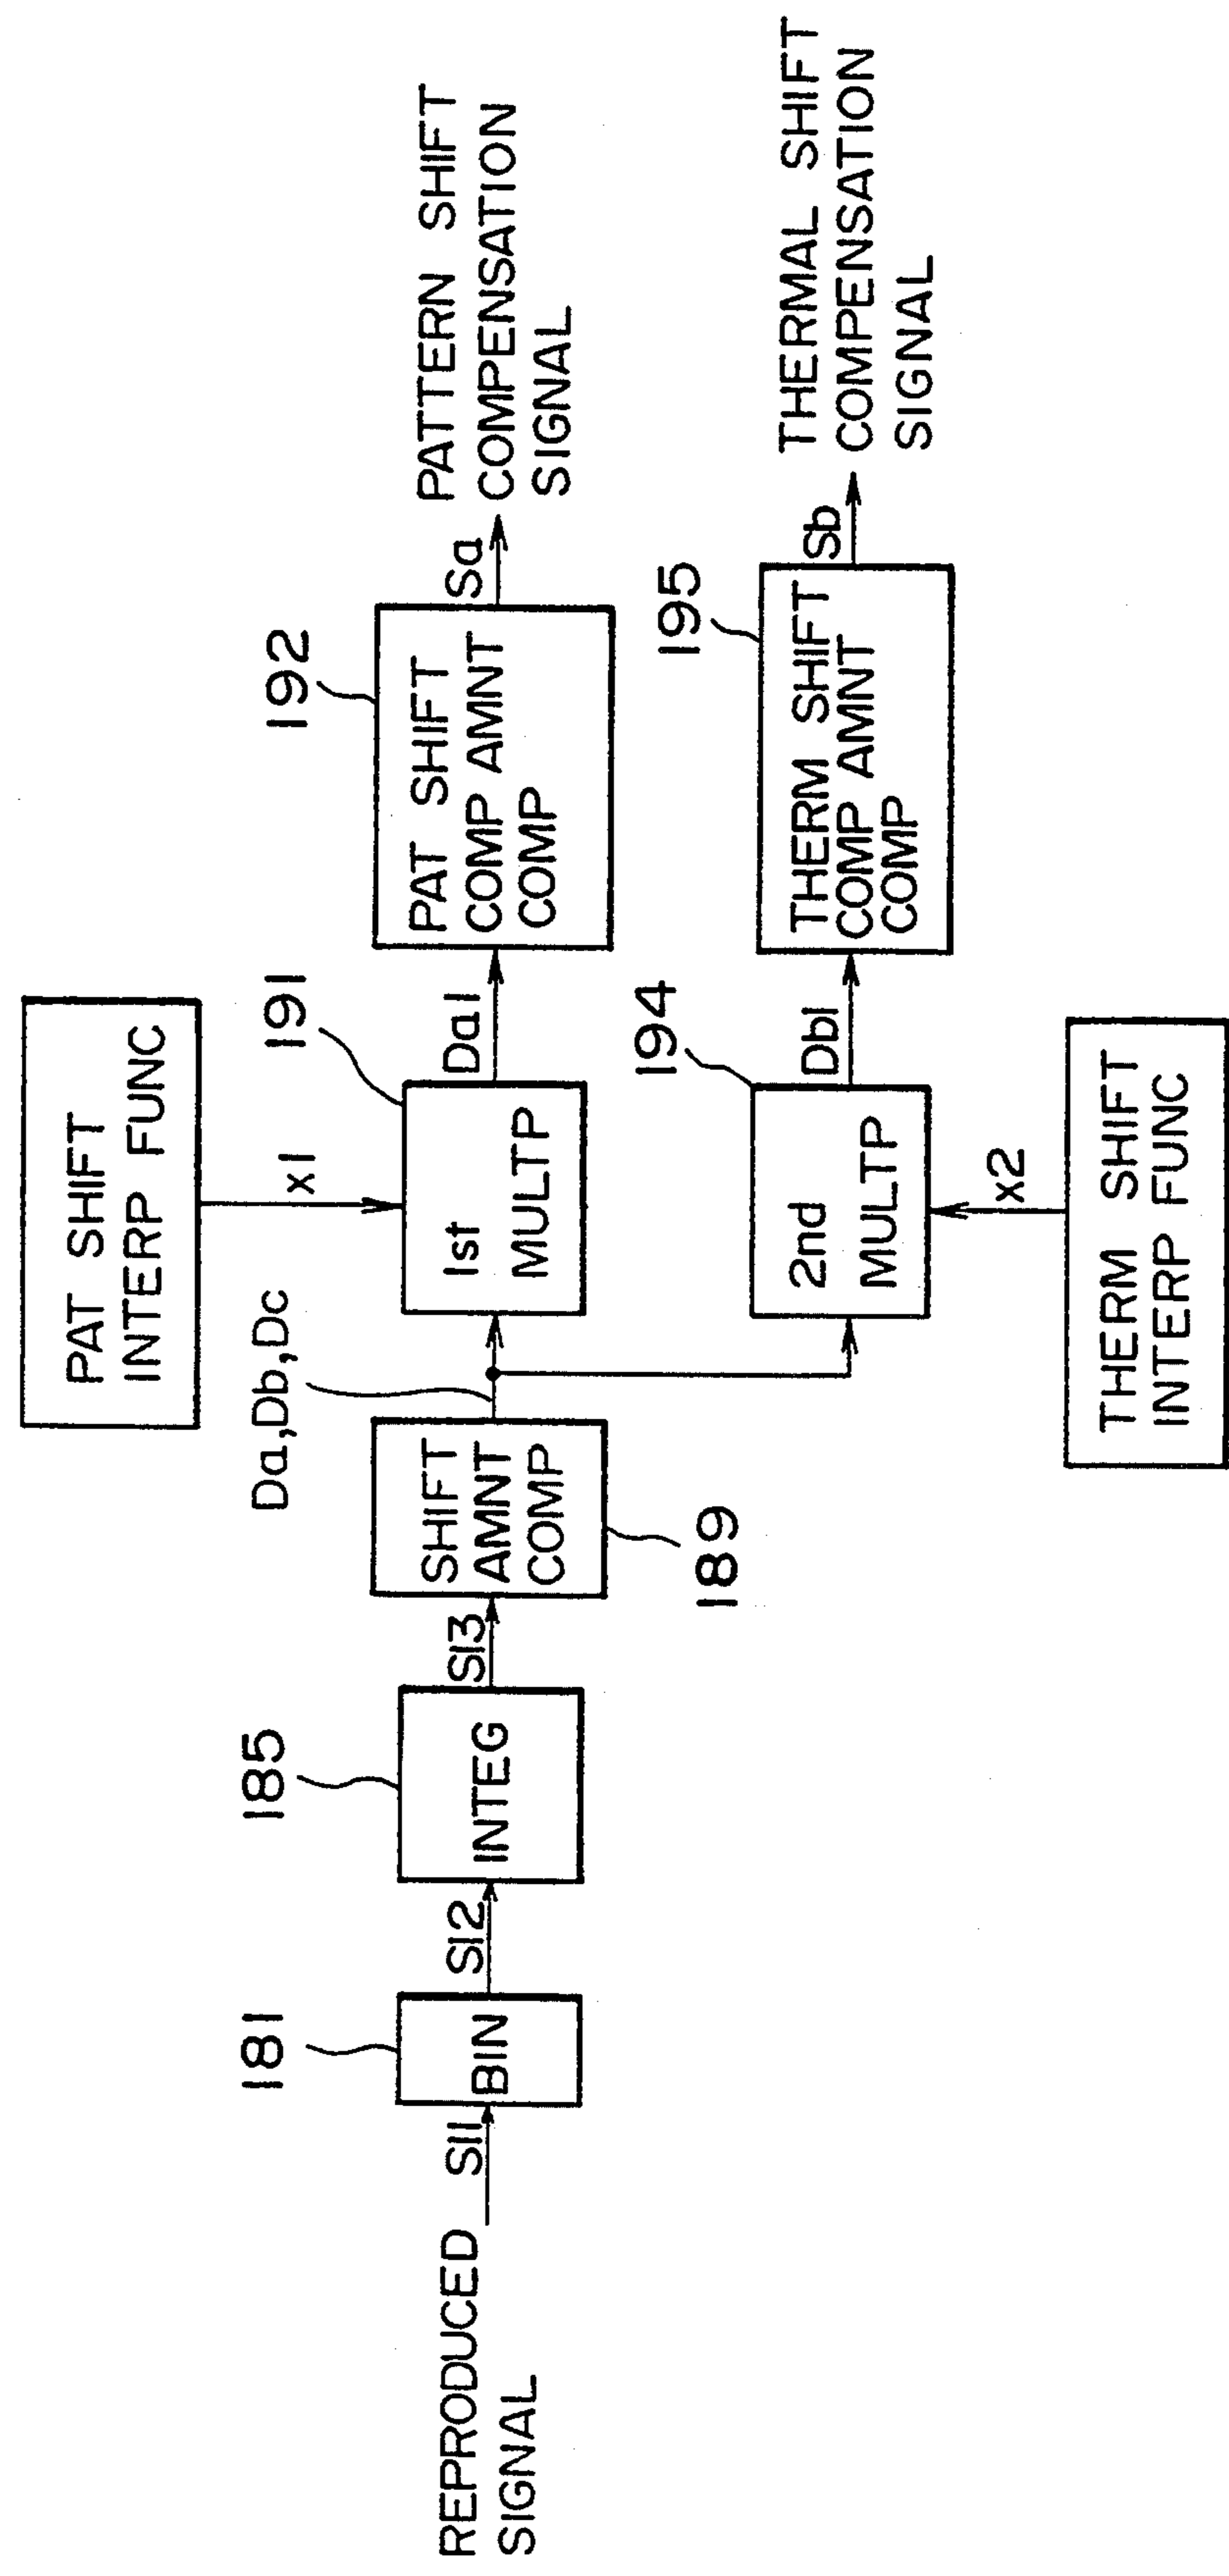 REPRODUCED
SIGNAL
S11
181
BIN
S12
185
INTEG
S13
SHIFT
AMNT
COMP
189
Da,Db,Dc
PAT SHIFT
INTERP FUNC
x1
191
1st
MULTP
Da1
192
PAT SHIFT
COMP AMNT
COMP
Sa
PATTERN SHIFT
COMPENSATION
SIGNAL
194
2nd
MULTP
x2
THERM SHIFT
INTERP FUNC
Db1
195
THERM SHIFT
COMP AMNT
COMP
Sb
THERMAL SHIFT
COMPENSATION
SIGNAL